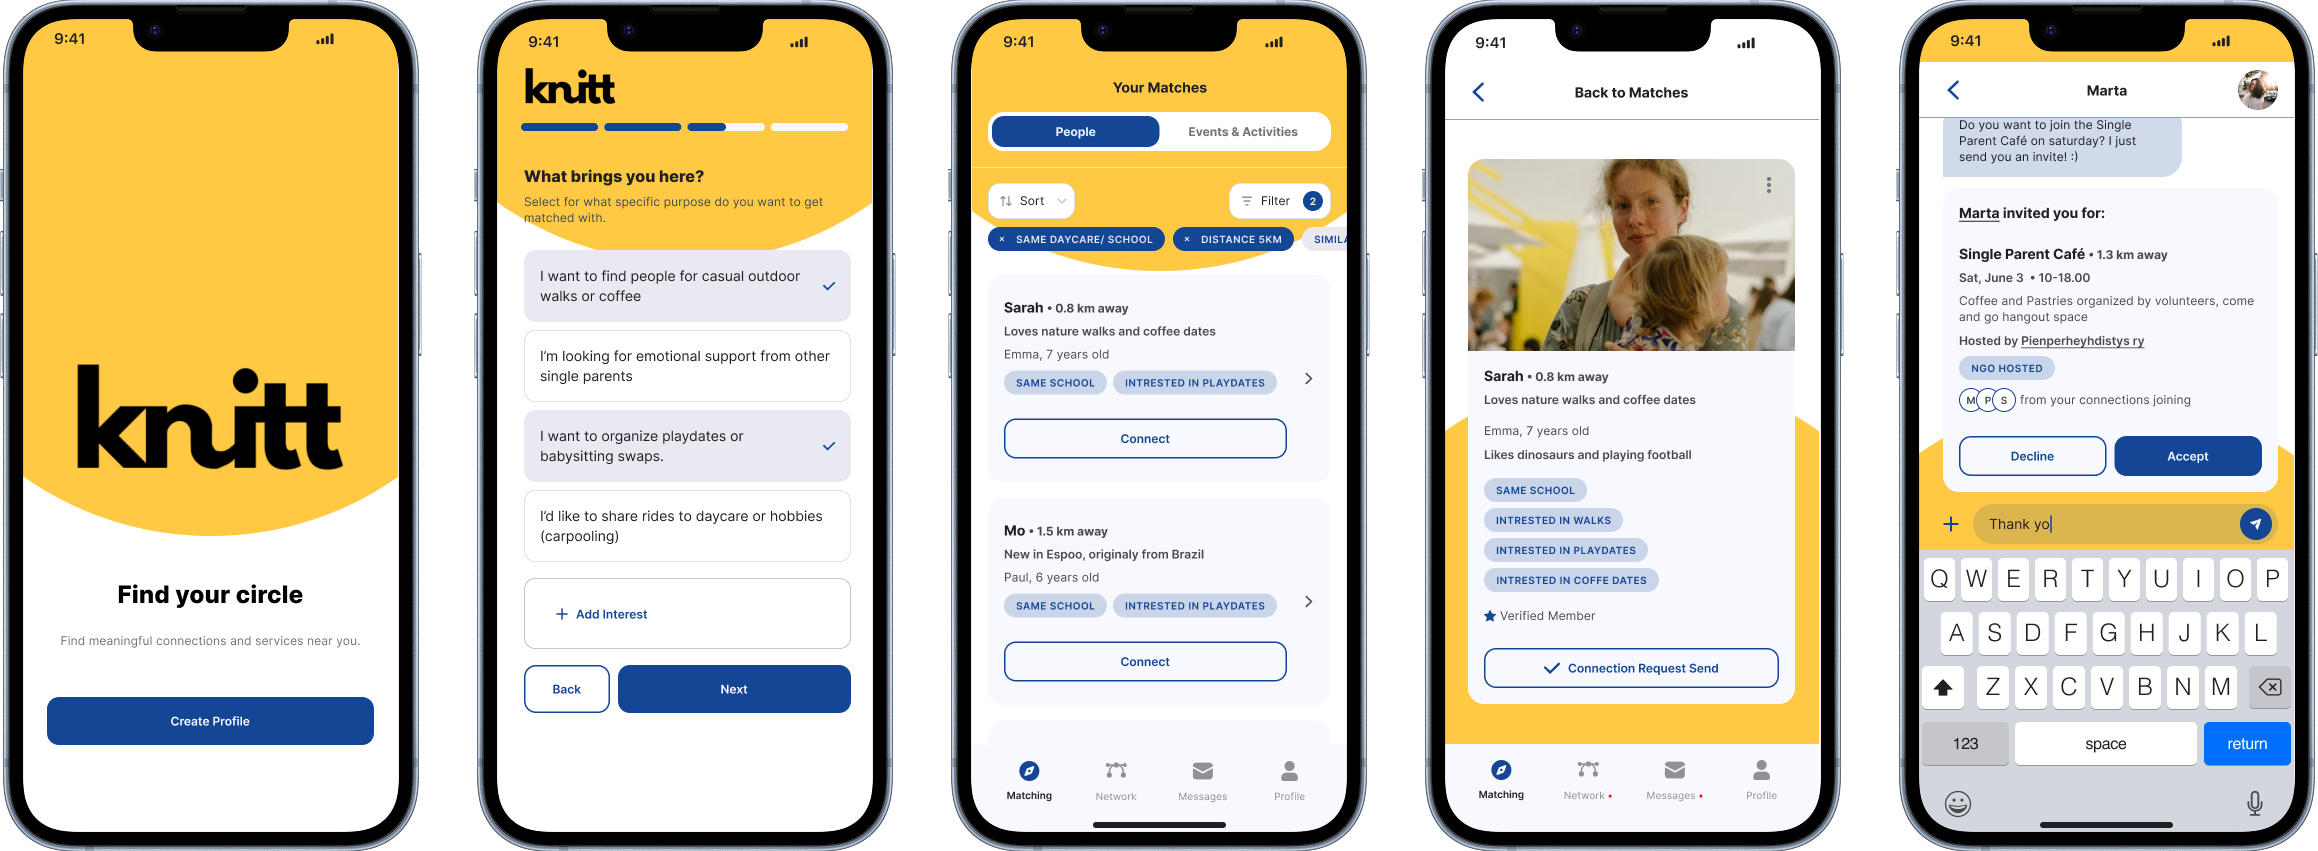 9:41
knitt
Find your circle
Find meaningful connections and services near you.
Create Profile
9:41
knitt
What brings you here?
Select for what specific purpose do you want to get
matched with.
I want to find people for casual outdoor
walks or coffee
I'm looking for emotional support from other
single parents
I want to organize playdates or
babysitting swaps.
I'd like to share rides to daycare or hobbies
(carpooling)
+ Add Interest
Back
Next
9:41
Your Matches
People
Events & Activities
Sort
Filter 2
× SAME DAYCARE/ SCHOOL
× DISTANCE 5KM
SIMILA
Sarah • 0.8 km away
Loves nature walks and coffee dates
Emma, 7 years old
SAME SCHOOL
INTRESTED IN PLAYDATES
Connect
Mo • 1.5 km away
New in Espoo, originaly from Brazil
Paul, 6 years old
SAME SCHOOL
INTRESTED IN PLAYDATES
Connect
Matching
Network
Messages
Profile
9:41
Back to Matches
Sarah • 0.8 km away
Loves nature walks and coffee dates
Emma, 7 years old
Likes dinosaurs and playing football
SAME SCHOOL
INTRESTED IN WALKS
INTRESTED IN PLAYDATES
INTRESTED IN COFFE DATES
Verified Member
Connection Request Send
Matching
Network •
Messages •
Profile
9:41
Marta
Do you want to join the Single
Parent Café on saturday? I just
send you an invite! :)
Marta invited you for:
Single Parent Café • 1.3 km away
Sat, June 3 • 10-18.00
Coffee and Pastries organized by volunteers, come
and go hangout space
Hosted by Pienperheyhdistys ry
NGO HOSTED
M P S from your connections joining
Decline
Accept
Thank yo
Q W E R T Y U I O P
A S D F G H J K L
Z X C V B N M
123
space
return